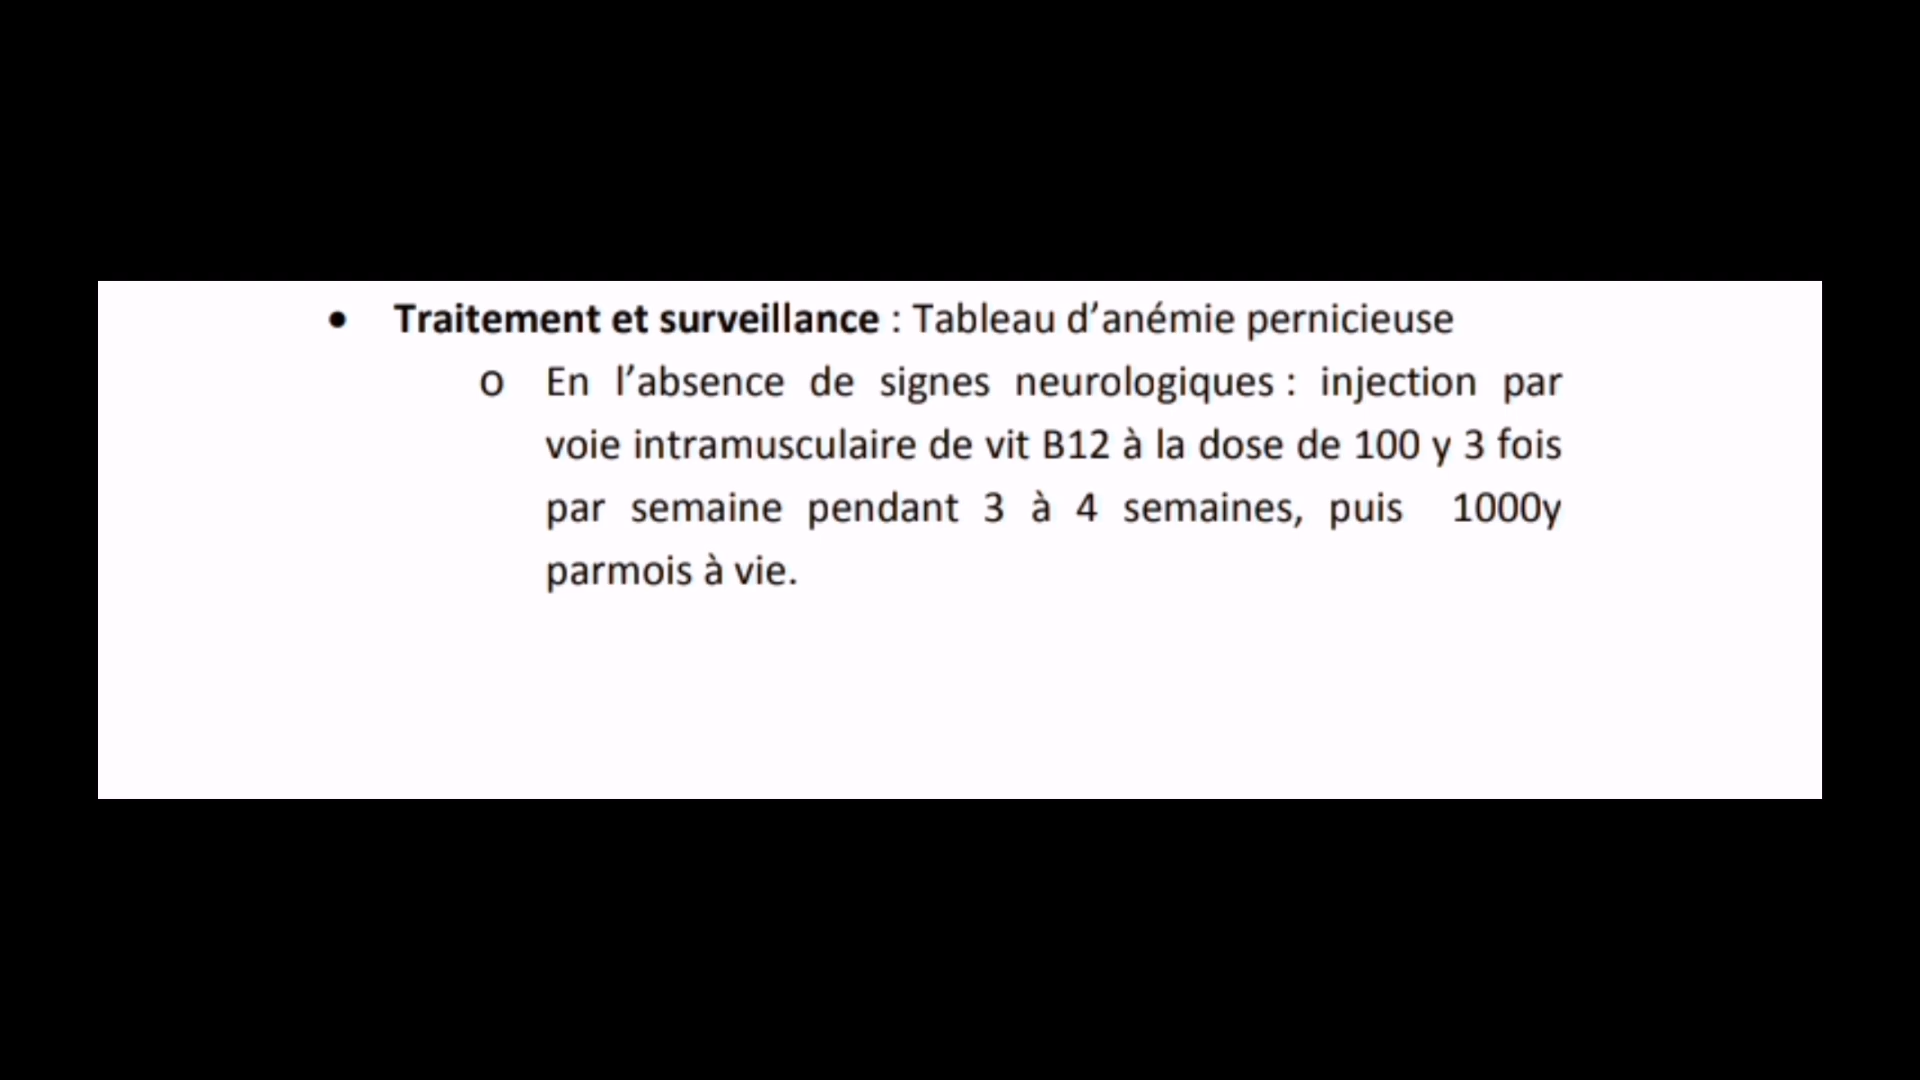 • Traitement et surveillance : Tableau d’anémie pernicieuse
o En l’absence de signes neurologiques : injection par
voie intramusculaire de vit B12 à la dose de 100 y 3 fois
par semaine pendant 3 à 4 semaines, puis 1000y
parmois à vie.